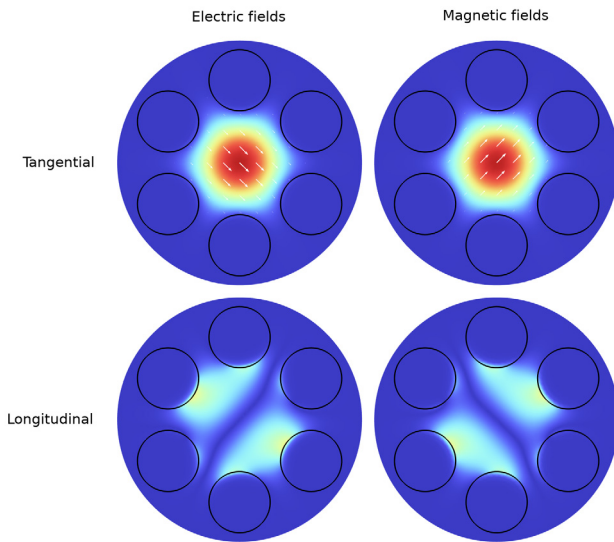 Electric fields
Magnetic fields
Tangential
Longitudinal